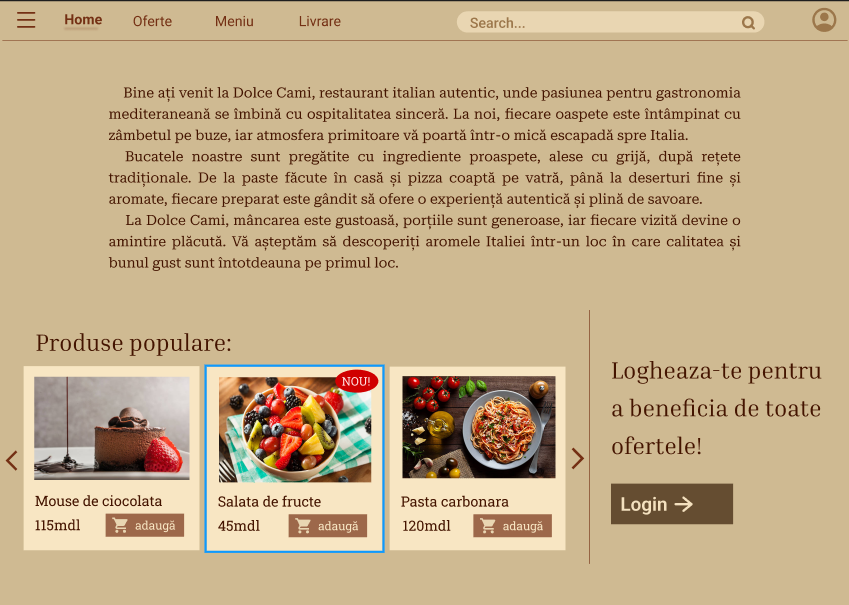 Home Oferte Meniu Livrare Search...
Bine ați venit la Dolce Cami, restaurant italian autentic, unde pasiunea pentru gastronomia
mediteraneană se îmbină cu ospitalitatea sinceră. La noi, fiecare oaspete este întâmpinat cu
zâmbetul pe buze, iar atmosfera primitoare vă poartă într-o mică escapadă spre Italia.
Bucatele noastre sunt pregătite cu ingrediente proaspete, alese cu grijă, după rețete
tradiționale. De la paste făcute în casă și pizza coaptă pe vatră, până la deserturi fine și
aromate, fiecare preparat este gândit să ofere o experiență autentică și plină de savoare.
La Dolce Cami, mâncarea este gustoasă, porțiile sunt generoase, iar fiecare vizită devine o
amintire plăcută. Vă așteptăm să descoperiți aromele Italiei într-un loc în care calitatea și
bunul gust sunt întotdeauna pe primul loc.
Produse populare:
NOU!
Mouse de ciocolata
115mdl adaugă
Salata de fructe
45mdl adaugă
Pasta carbonara
120mdl adaugă
Logheaza-te pentru
a beneficia de toate
ofertele!
Login